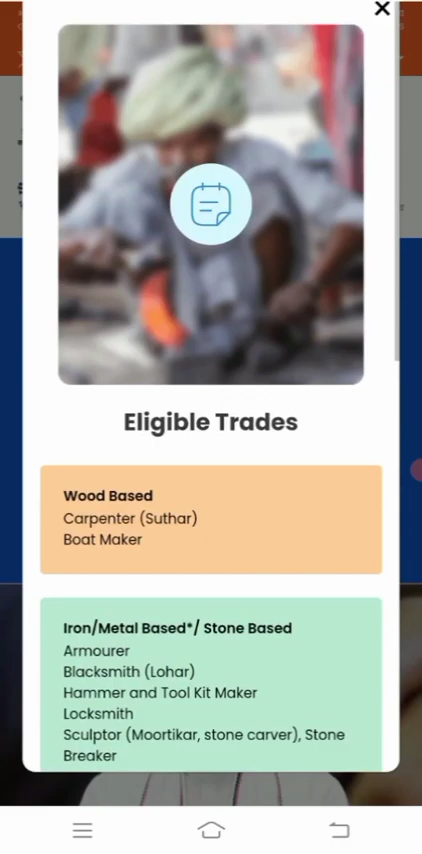 Eligible Trades
Wood Based
Carpenter (Suthar)
Boat Maker
Iron/Metal Based*/ Stone Based
Armourer
Blacksmith (Lohar)
Hammer and Tool Kit Maker
Locksmith
Sculptor (Moortikar, stone carver), Stone
Breaker